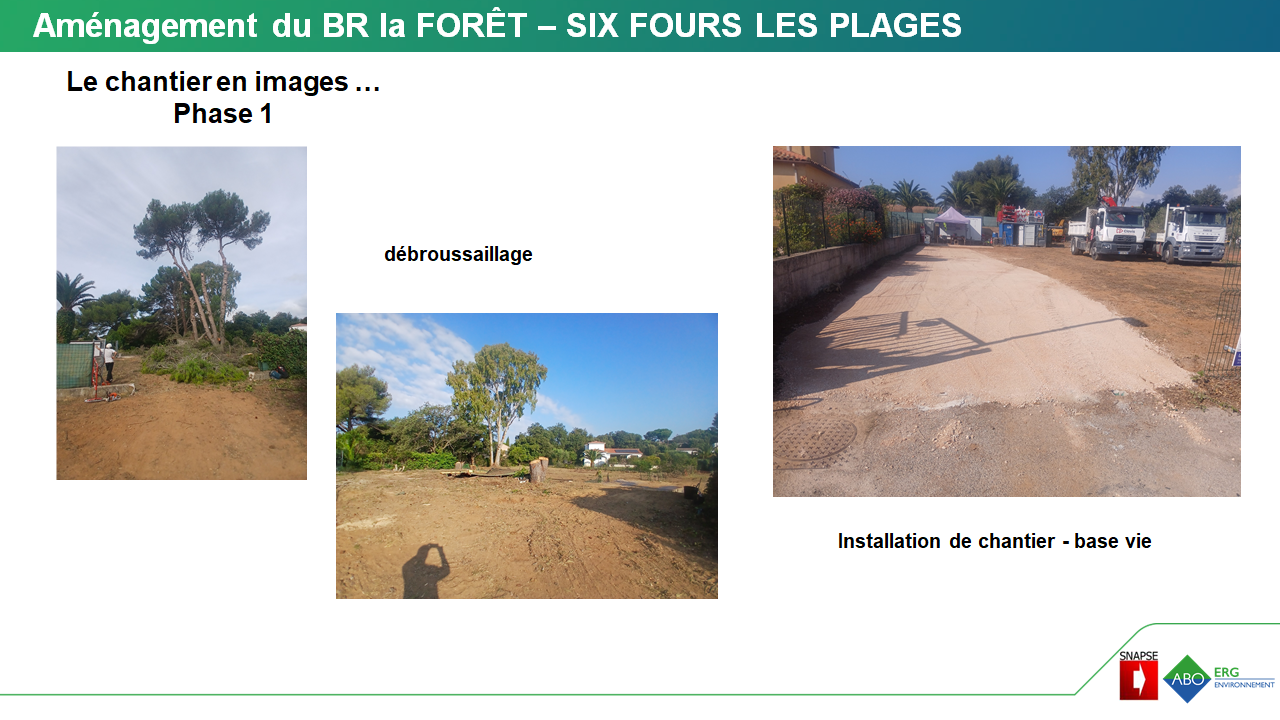 Aménagement du BR la FORÊT – SIX FOURS LES PLAGES
Le chantier en images …
Phase 1
débroussaillage
Installation de chantier - base vie
SNAPSE
ABO
ERG
ENVIRONNEMENT